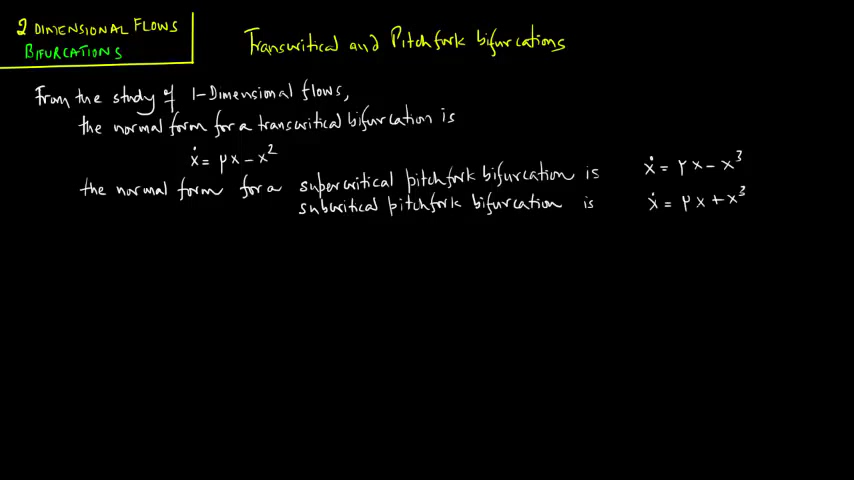 2 DIMENSIONAL FLOWS
BIFURCATIONS
Transcritical and Pitchfork bifurcations
From the study of 1-Dimensional flows,
the normal form for a transcritical bifurcation is
ẋ = μx - x²
the normal form for a supercritical pitchfork bifurcation is ẋ = μx - x³
subcritical pitchfork bifurcation is ẋ = μx + x³